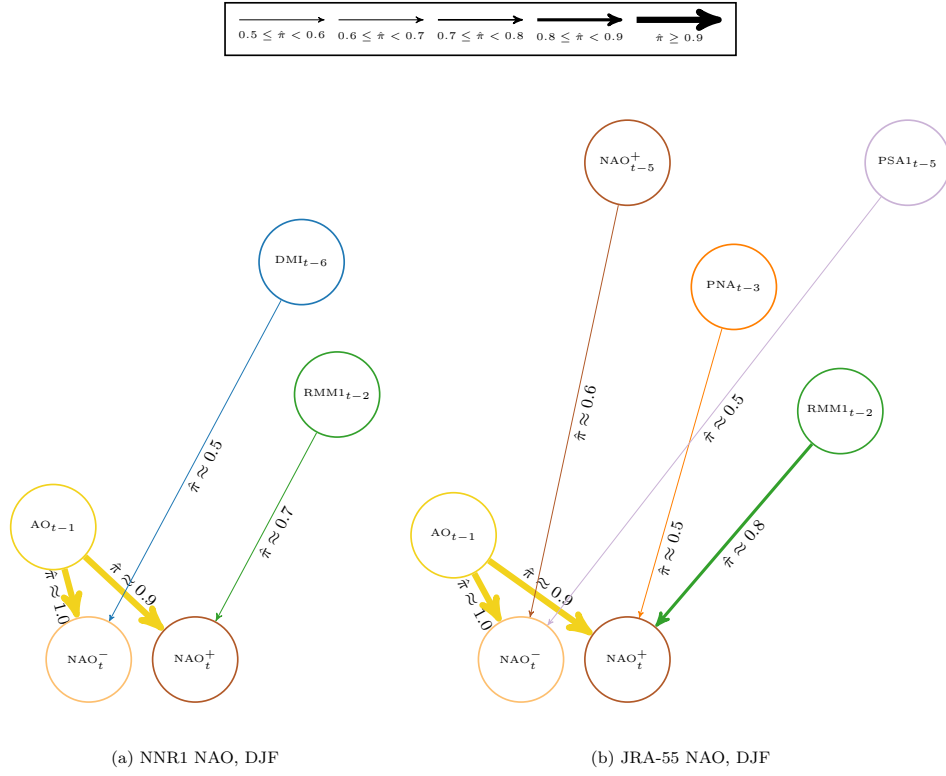 0.5 ≤ π̂ < 0.6
0.6 ≤ π̂ < 0.7
0.7 ≤ π̂ < 0.8
0.8 ≤ π̂ < 0.9
π̂ ≥ 0.9
DMI_{t−6}
RMM1_{t−2}
AO_{t−1}
π̂ ≈ 0.5
π̂ ≈ 0.7
π̂ ≈ 1.0
π̂ ≈ 0.9
NAO_t^−
NAO_t^+
(a) NNR1 NAO, DJF
NAO_{t−5}^+
PSA1_{t−5}
PNA_{t−3}
RMM1_{t−2}
AO_{t−1}
π̂ ≈ 0.6
π̂ ≈ 0.5
π̂ ≈ 0.5
π̂ ≈ 0.8
π̂ ≈ 1.0
π̂ ≈ 0.9
NAO_t^−
NAO_t^+
(b) JRA-55 NAO, DJF